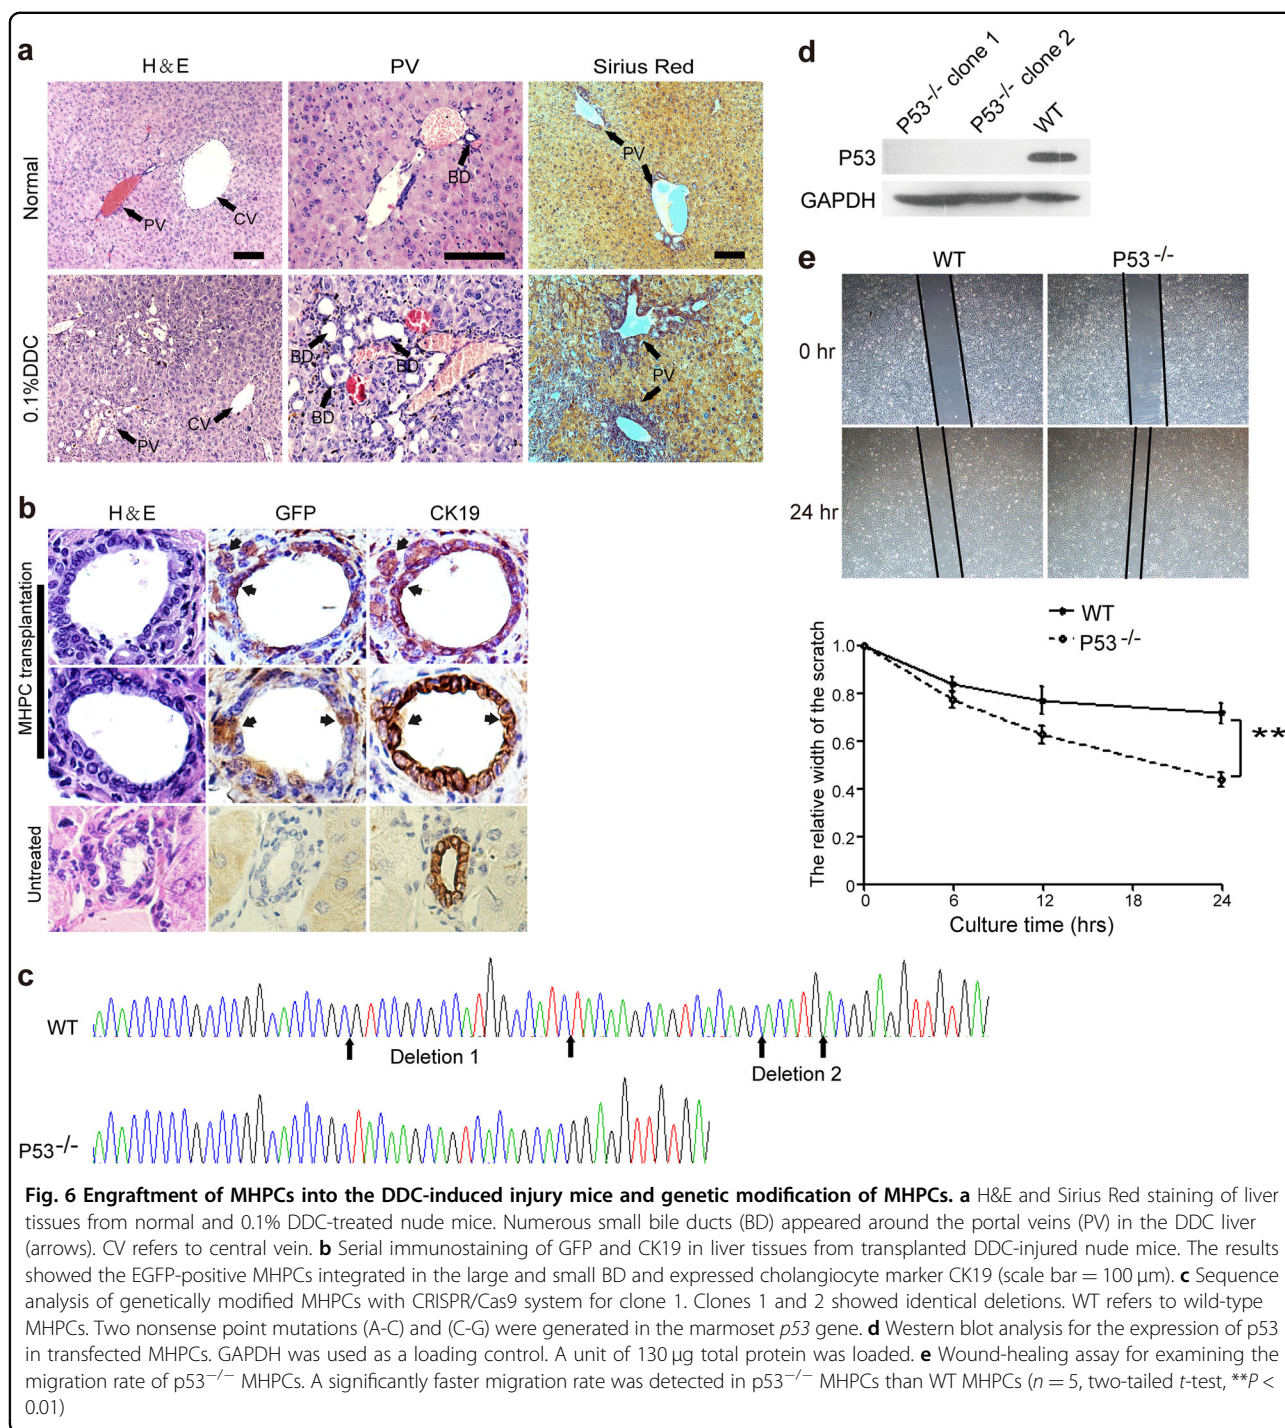 a
H&E
PV
Sirius Red
Normal
PV
CV
BD
PV
0.1%DDC
PV
CV
BD
BD
BD
PV
b
H&E
GFP
CK19
MHPC transplantation
Untreated
c
WT
Deletion 1
Deletion 2
P53-/-
d
P53-/- clone 1
P53-/- clone 2
WT
P53
GAPDH
e
WT
P53-/-
0 hr
24 hr
WT
P53-/-
The relative width of the scratch
1.0
0.8
0.6
0.4
0.2
0
**
0
6
12
18
24
Culture time (hrs)
Fig. 6 Engraftment of MHPCs into the DDC-induced injury mice and genetic modification of MHPCs. a H&E and Sirius Red staining of liver
tissues from normal and 0.1% DDC-treated nude mice. Numerous small bile ducts (BD) appeared around the portal veins (PV) in the DDC liver
(arrows). CV refers to central vein. b Serial immunostaining of GFP and CK19 in liver tissues from transplanted DDC-injured nude mice. The results
showed the EGFP-positive MHPCs integrated in the large and small BD and expressed cholangiocyte marker CK19 (scale bar = 100 μm). c Sequence
analysis of genetically modified MHPCs with CRISPR/Cas9 system for clone 1. Clones 1 and 2 showed identical deletions. WT refers to wild-type
MHPCs. Two nonsense point mutations (A-C) and (C-G) were generated in the marmoset p53 gene. d Western blot analysis for the expression of p53
in transfected MHPCs. GAPDH was used as a loading control. A unit of 130 μg total protein was loaded. e Wound-healing assay for examining the
migration rate of p53−/− MHPCs. A significantly faster migration rate was detected in p53−/− MHPCs than WT MHPCs (n = 5, two-tailed t-test, **P <
0.01)